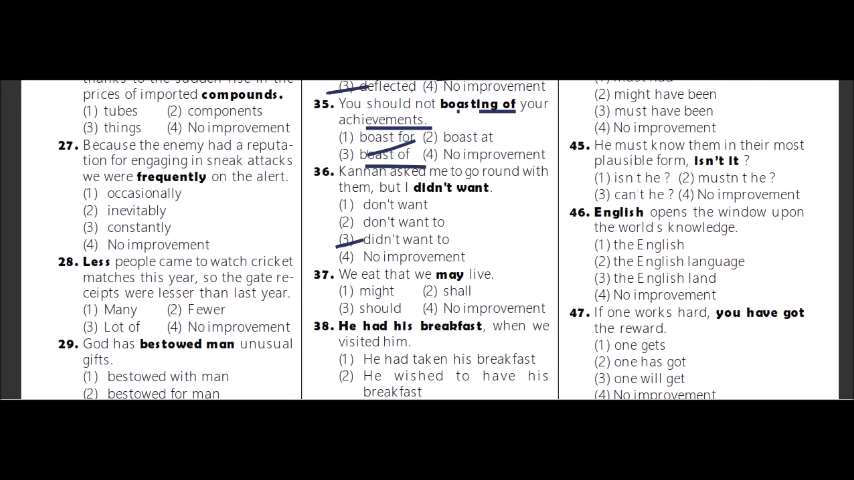 thanks to the sudden rise in the
prices of imported compounds.
(1) tubes (2) components
(3) things (4) No improvement
27. Because the enemy had a reputa-
tion for engaging in sneak attacks
we were frequently on the alert.
(1) occasionally
(2) inevitably
(3) constantly
(4) No improvement
28. Less people came to watch cricket
matches this year, so the gate re-
ceipts were lesser than last year.
(1) Many (2) Fewer
(3) Lot of (4) No improvement
29. God has bestowed man unusual
gifts.
(1) bestowed with man
(2) bestowed for man
(3) deflected (4) No improvement
35. You should not boasting of your
achievements.
(1) boast for (2) boast at
(3) boast of (4) No improvement
36. Kannan asked me to go round with
them, but I didn't want.
(1) don't want
(2) don't want to
(3) didn't want to
(4) No improvement
37. We eat that we may live.
(1) might (2) shall
(3) should (4) No improvement
38. He had his breakfast, when we
visited him.
(1) He had taken his breakfast
(2) He wished to have his
breakfast
(1) must had
(2) might have been
(3) must have been
(4) No improvement
45. He must know them in their most
plausible form, isn't it ?
(1) isn t he ? (2) mustn t he ?
(3) can't he ? (4) No improvement
46. English opens the window upon
the world s knowledge.
(1) the English
(2) the English language
(3) the English land
(4) No improvement
47. If one works hard, you have got
the reward.
(1) one gets
(2) one has got
(3) one will get
(4) No improvement